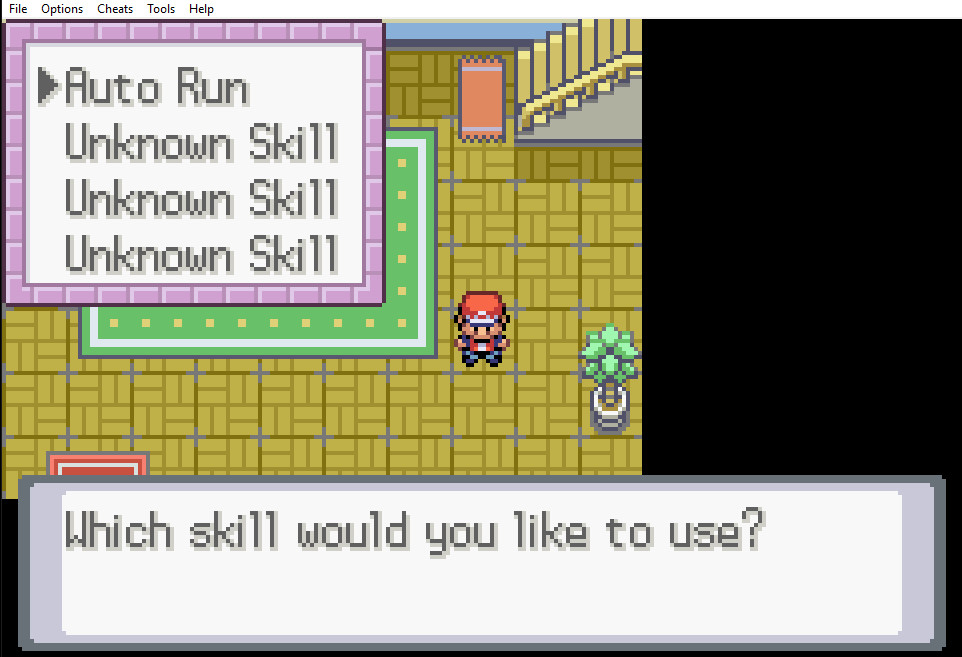 File Options Cheats Tools Help
Auto Run
Unknown Skill
Unknown Skill
Unknown Skill
Which skill would you like to use?